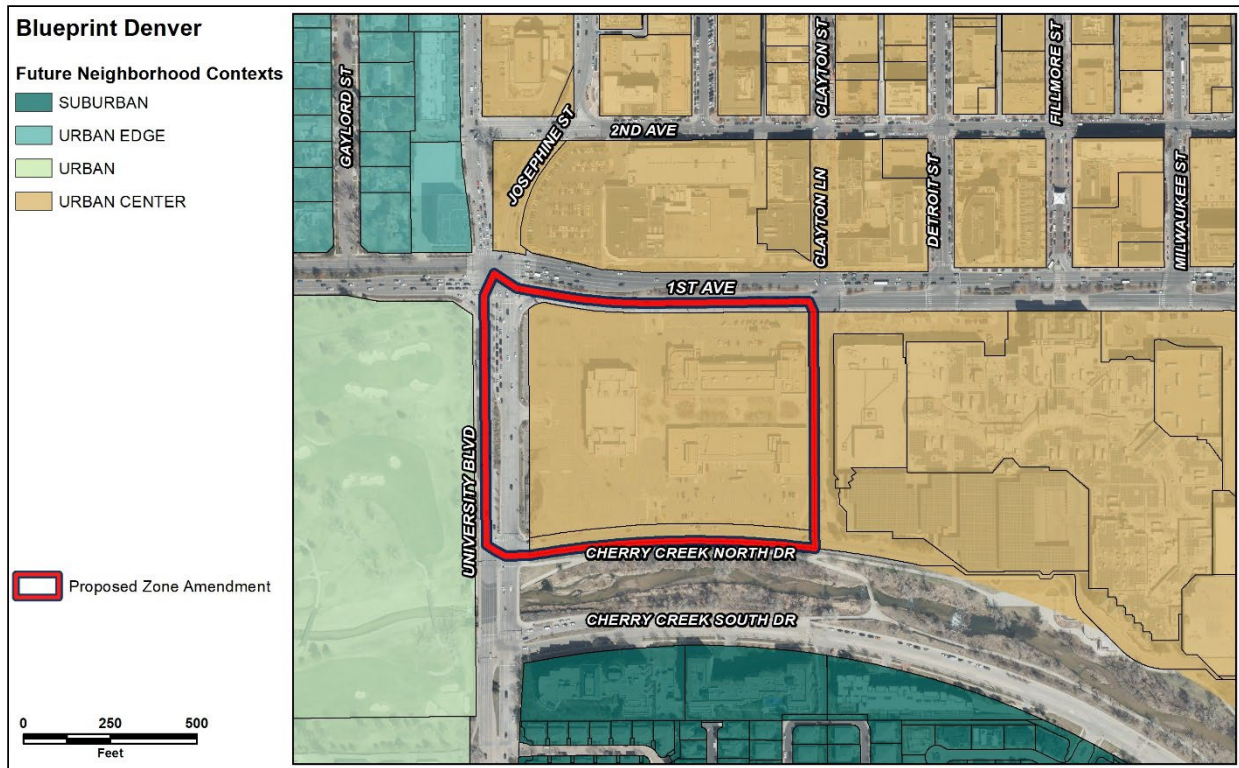 Blueprint Denver
Future Neighborhood Contexts
SUBURBAN
URBAN EDGE
URBAN
URBAN CENTER
Proposed Zone Amendment
0 250 500
Feet
GAYLORD ST
JOSEPHINE ST
2ND AVE
CLAYTON ST
CLAYTON LN
DETROIT ST
FILLMORE ST
MILWAUKEE ST
1ST AVE
UNIVERSITY BLVD
CHERRY CREEK NORTH DR
CHERRY CREEK SOUTH DR